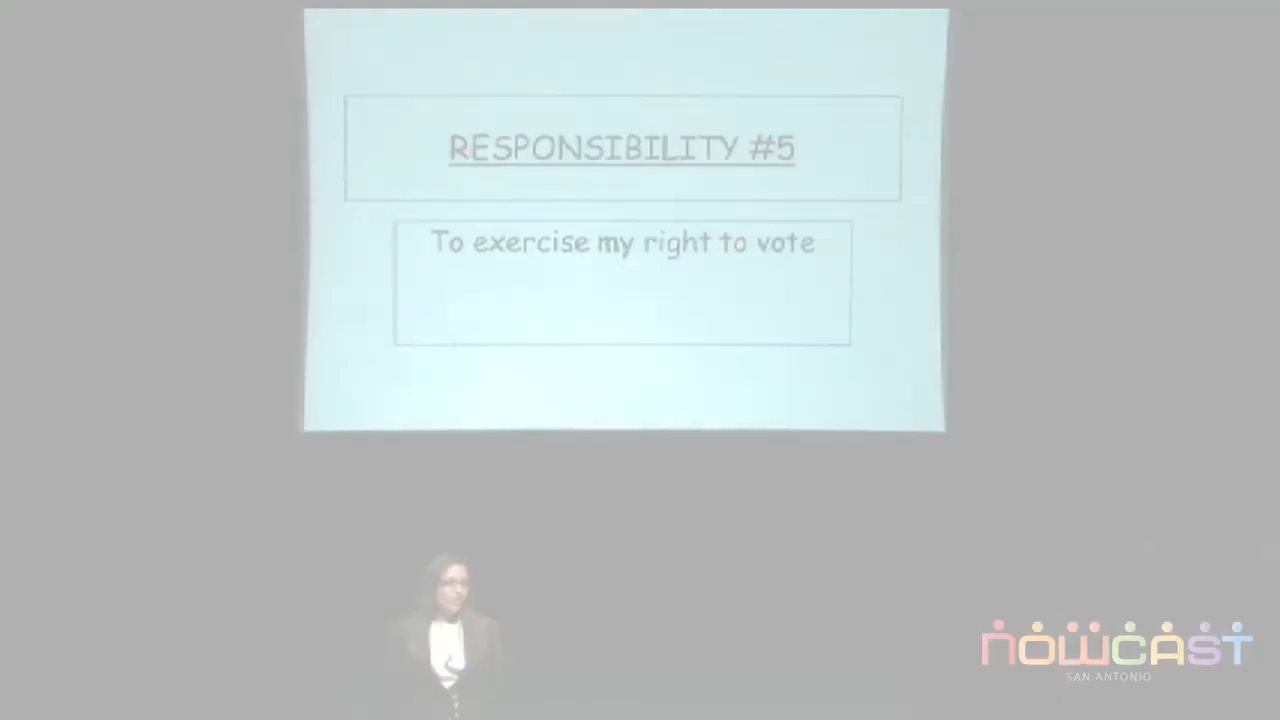 RESPONSIBILITY #5
To exercise my right to vote
nowcast
SAN ANTONIO